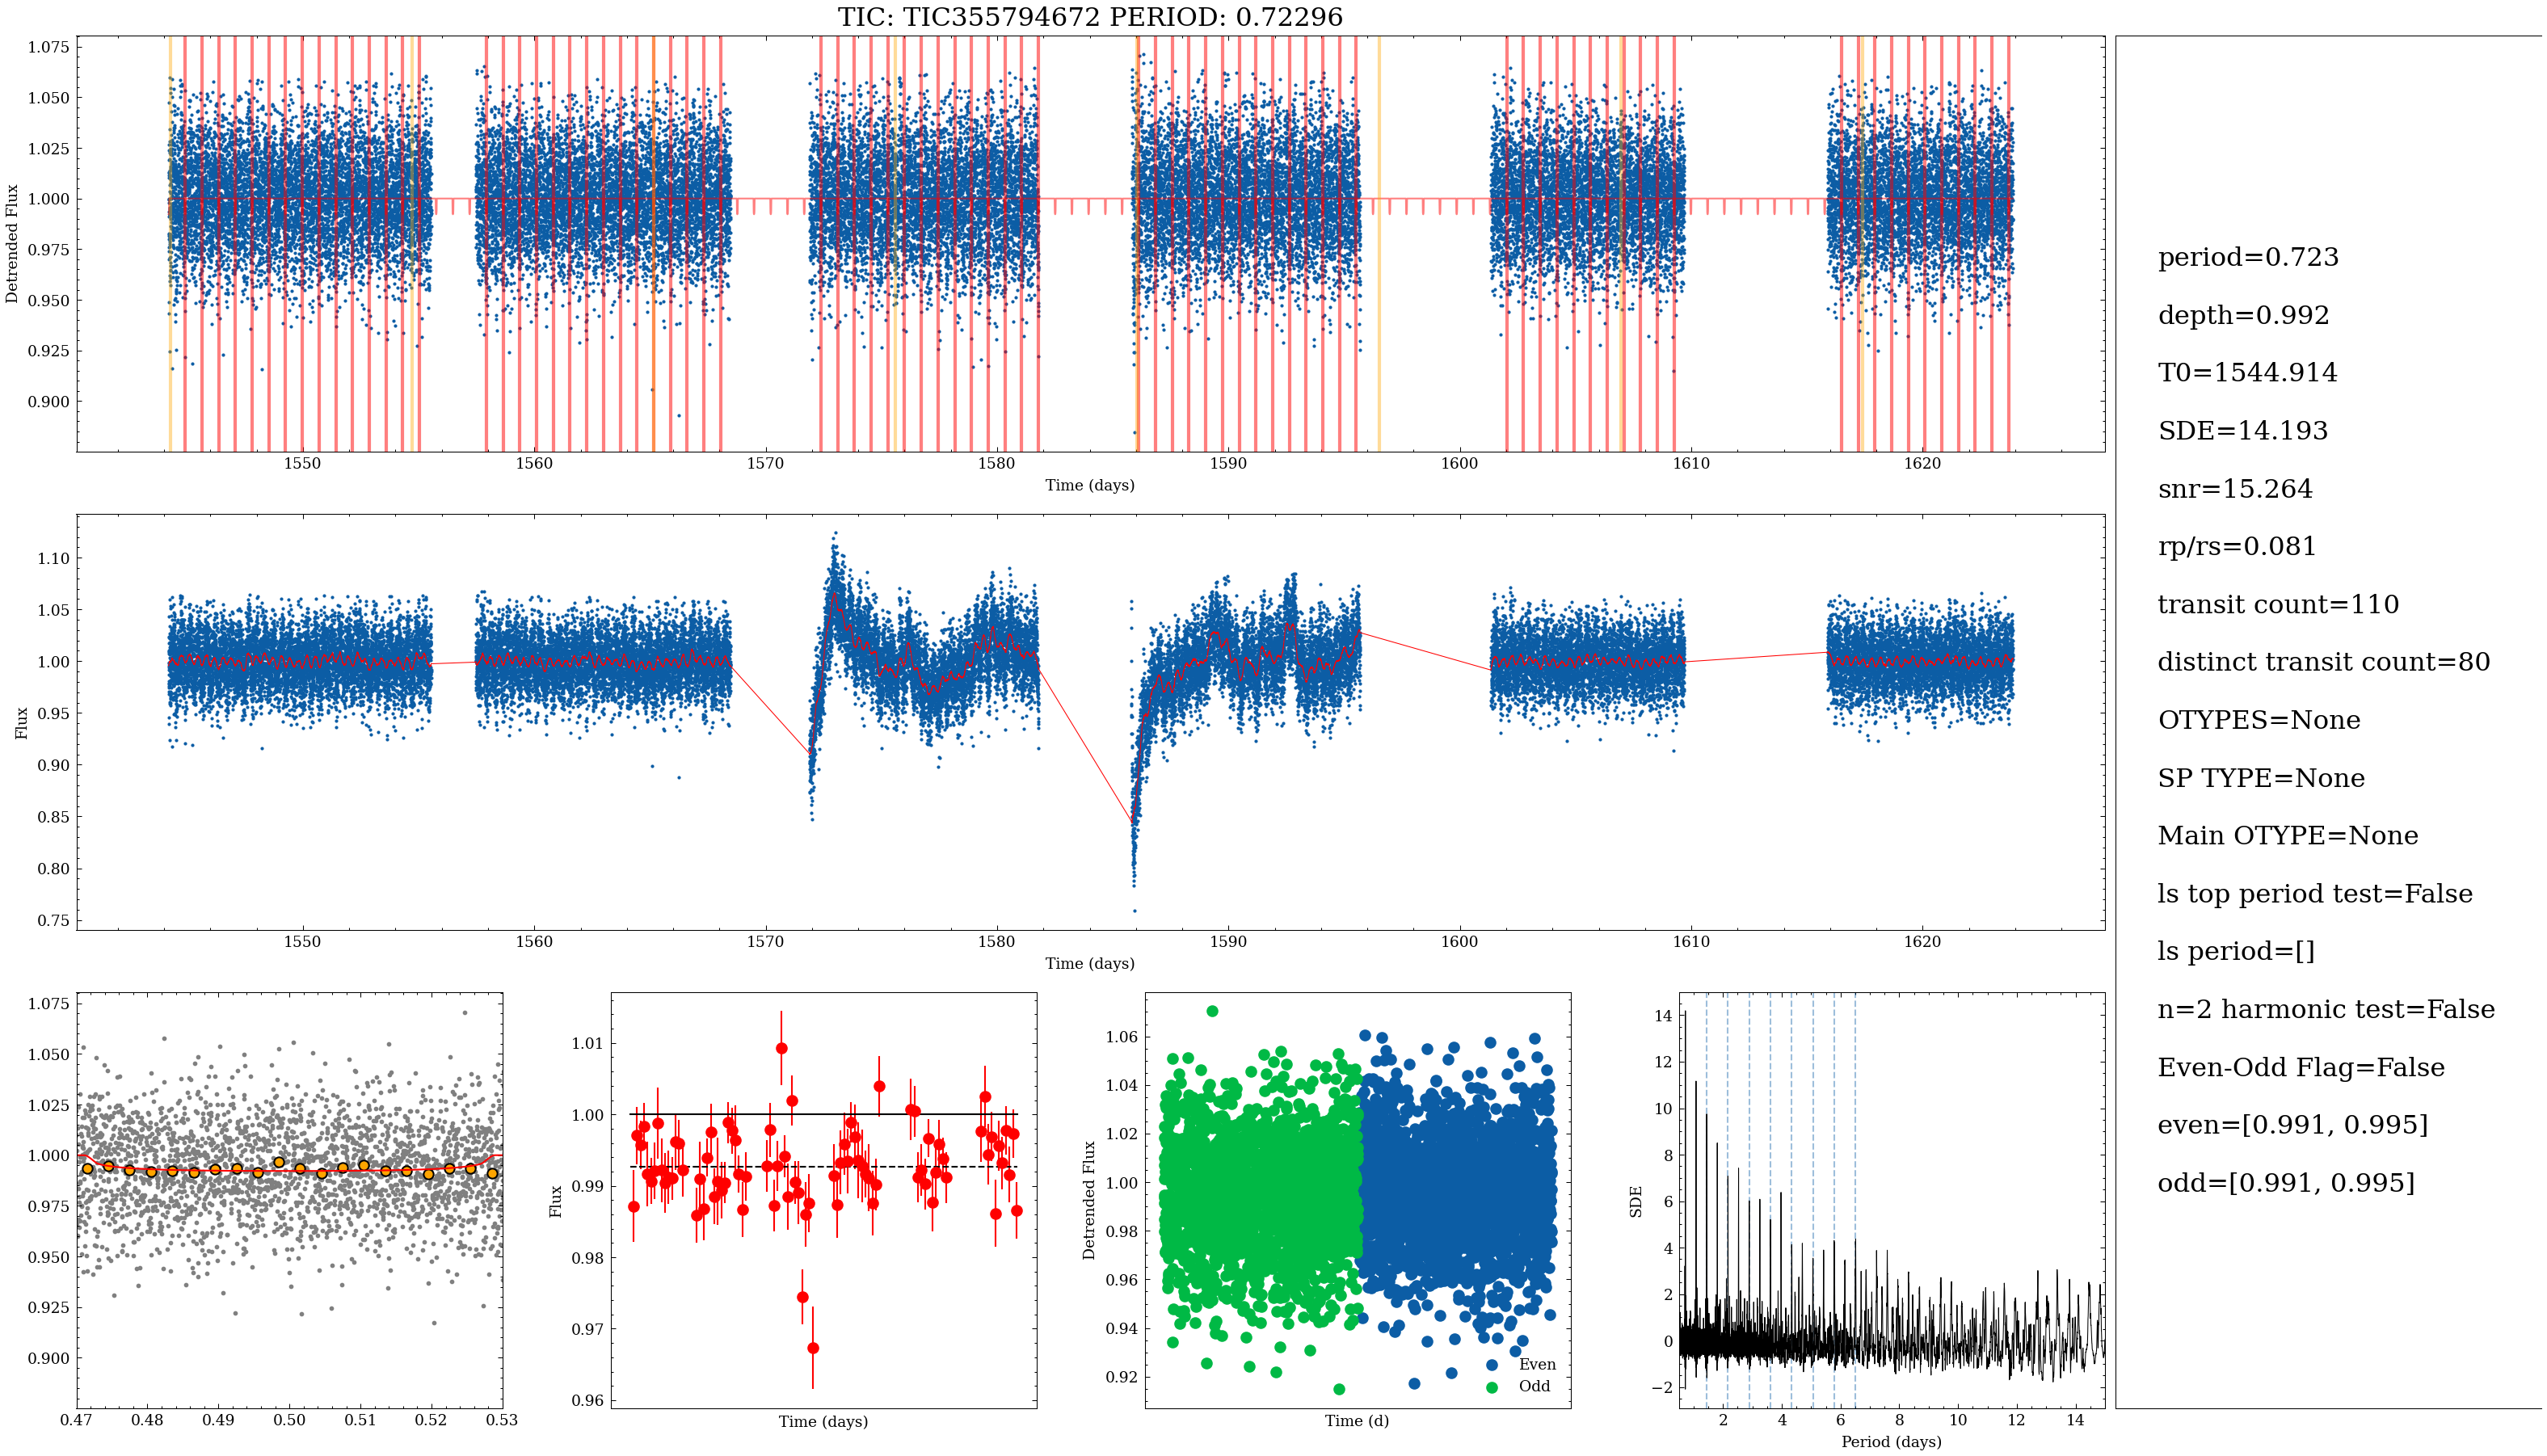 TIC: TIC355794672 PERIOD: 0.72296
1.075
1.050
1.025
1.000
0.975
0.950
0.925
0.900
Detrended Flux
1550 1560 1570 1580 1590 1600 1610 1620
Time (days)
1.10
1.05
1.00
0.95
0.90
0.85
0.80
0.75
Flux
1550 1560 1570 1580 1590 1600 1610 1620
Time (days)
1.075
1.050
1.025
1.000
0.975
0.950
0.925
0.900
0.47 0.48 0.49 0.50 0.51 0.52 0.53
1.01
1.00
0.99
0.98
0.97
0.96
Flux
Time (days)
1.06
1.04
1.02
1.00
0.98
0.96
0.94
0.92
Detrended Flux
Even
Odd
Time (d)
14
12
10
8
6
4
2
0
−2
SDE
2 4 6 8 10 12 14
Period (days)
period=0.723
depth=0.992
T0=1544.914
SDE=14.193
snr=15.264
rp/rs=0.081
transit count=110
distinct transit count=80
OTYPES=None
SP TYPE=None
Main OTYPE=None
ls top period test=False
ls period=[]
n=2 harmonic test=False
Even-Odd Flag=False
even=[0.991, 0.995]
odd=[0.991, 0.995]